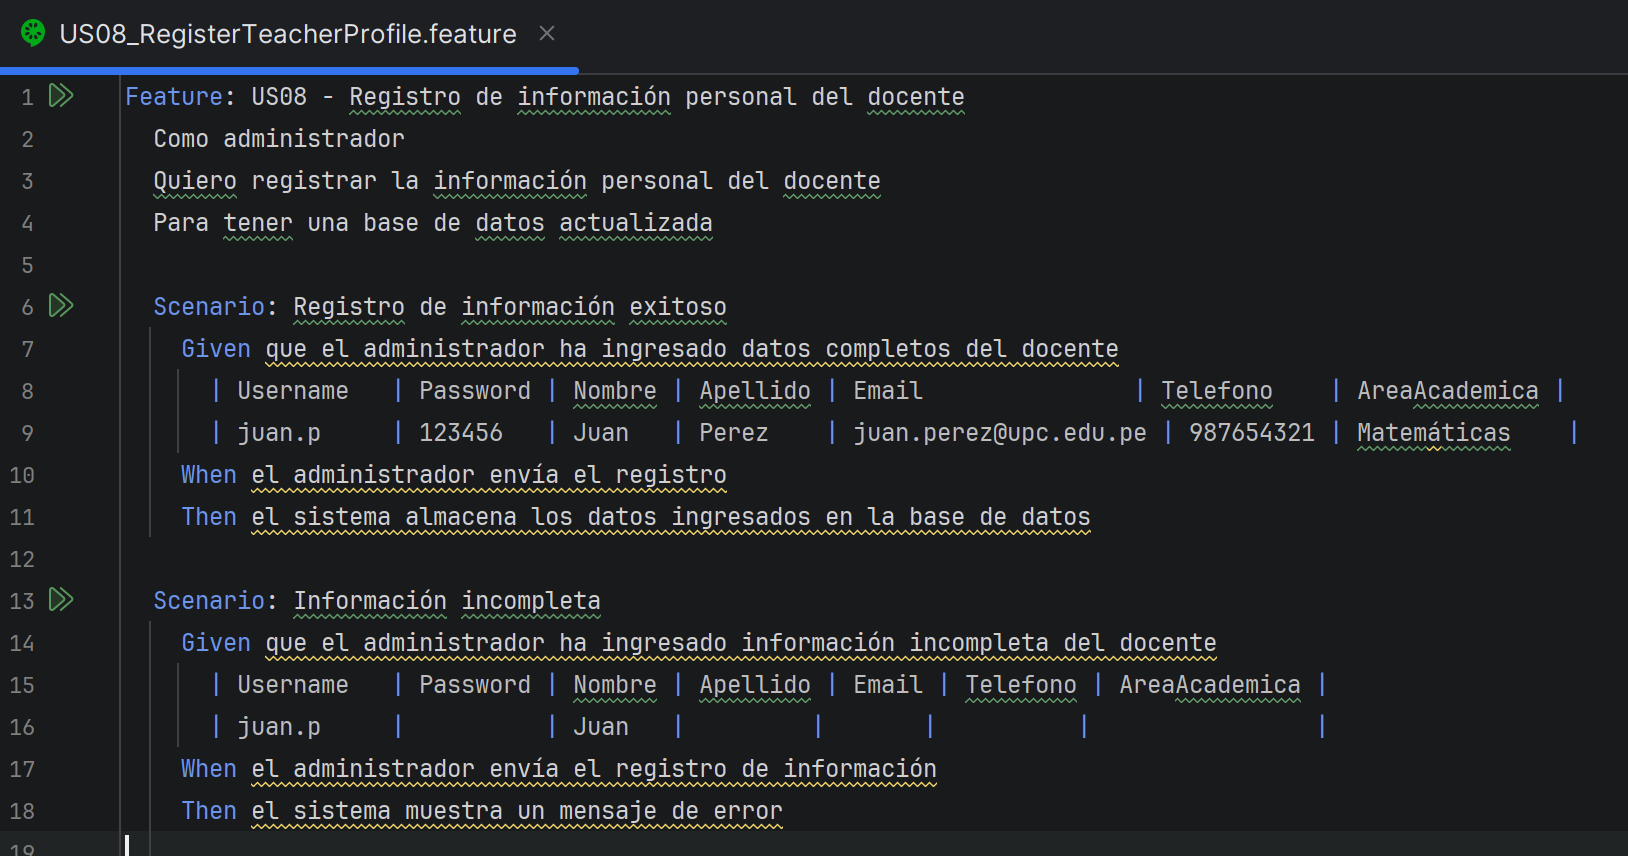 US08_RegisterTeacherProfile.feature
1 Feature: US08 - Registro de información personal del docente
2 Como administrador
3 Quiero registrar la información personal del docente
4 Para tener una base de datos actualizada
5
6 Scenario: Registro de información exitoso
7 Given que el administrador ha ingresado datos completos del docente
8 | Username | Password | Nombre | Apellido | Email | Telefono | AreaAcademica |
9 | juan.p | 123456 | Juan | Perez | juan.perez@upc.edu.pe | 987654321 | Matemáticas |
10 When el administrador envía el registro
11 Then el sistema almacena los datos ingresados en la base de datos
12
13 Scenario: Información incompleta
14 Given que el administrador ha ingresado información incompleta del docente
15 | Username | Password | Nombre | Apellido | Email | Telefono | AreaAcademica |
16 | juan.p | | Juan | | | | |
17 When el administrador envía el registro de información
18 Then el sistema muestra un mensaje de error
19